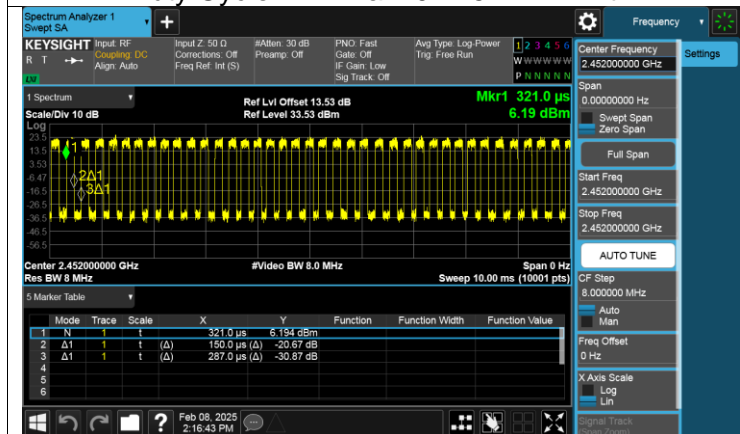 Spectrum Analyzer 1
Swept SA
+
Frequency
KEYSIGHT
R T
Input: RF
Coupling: DC
Align: Auto
Input Z: 50 Ω
Corrections: Off
Freq Ref: Int (S)
#Atten: 30 dB
Preamp: Off
PNO: Fast
Gate: Off
IF Gain: Low
Sig Track: Off
Avg Type: Log-Power
Trig: Free Run
1 2 3 4 5 6
W W W W W W
P N N N N N
LXI
Center Frequency
2.452000000 GHz
Settings
Span
0.00000000 Hz
Swept Span
Zero Span
Full Span
Start Freq
2.452000000 GHz
Stop Freq
2.452000000 GHz
AUTO TUNE
CF Step
8.000000 MHz
Auto
Man
Freq Offset
0 Hz
X Axis Scale
Log
Lin
Signal Track
(Span Zoom)
1 Spectrum
Scale/Div 10 dB
Ref Lvl Offset 13.53 dB
Ref Level 33.53 dBm
Mkr1 321.0 µs
6.19 dBm
Log
23.5
13.5
3.53
-6.47
-16.5
-26.5
-36.5
-46.5
-56.5
1
2Δ1
3Δ1
Center 2.452000000 GHz
Res BW 8 MHz
#Video BW 8.0 MHz
Span 0 Hz
Sweep 10.00 ms (10001 pts)
5 Marker Table
Mode Trace Scale X Y Function Function Width Function Value
1 N 1 t 321.0 µs 6.194 dBm
2 Δ1 1 t (Δ) 150.0 µs (Δ) -20.67 dB
3 Δ1 1 t (Δ) 287.0 µs (Δ) -30.87 dB
4
5
6
?
Feb 08, 2025
2:16:43 PM